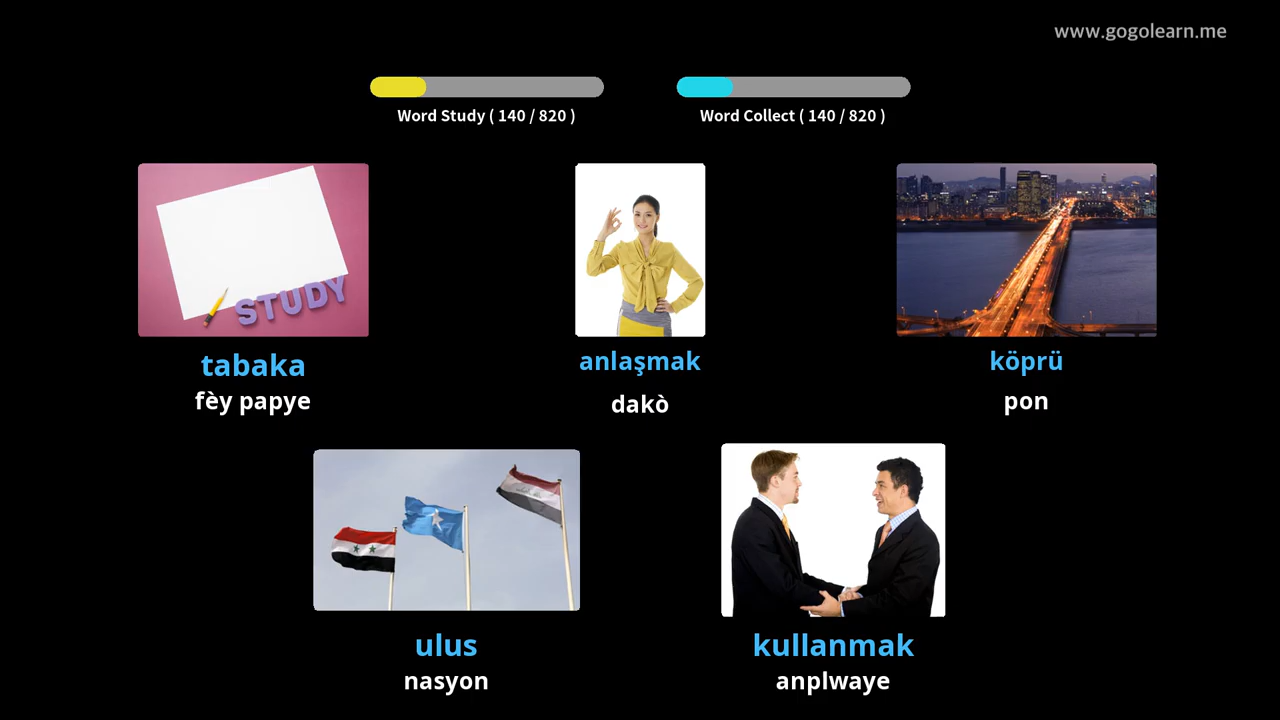 www.gogolearn.me
Word Study ( 140 / 820 )
Word Collect ( 140 / 820 )
STUDY
tabaka
fèy papye
anlaşmak
dakò
köprü
pon
ulus
nasyon
kullanmak
anplwaye